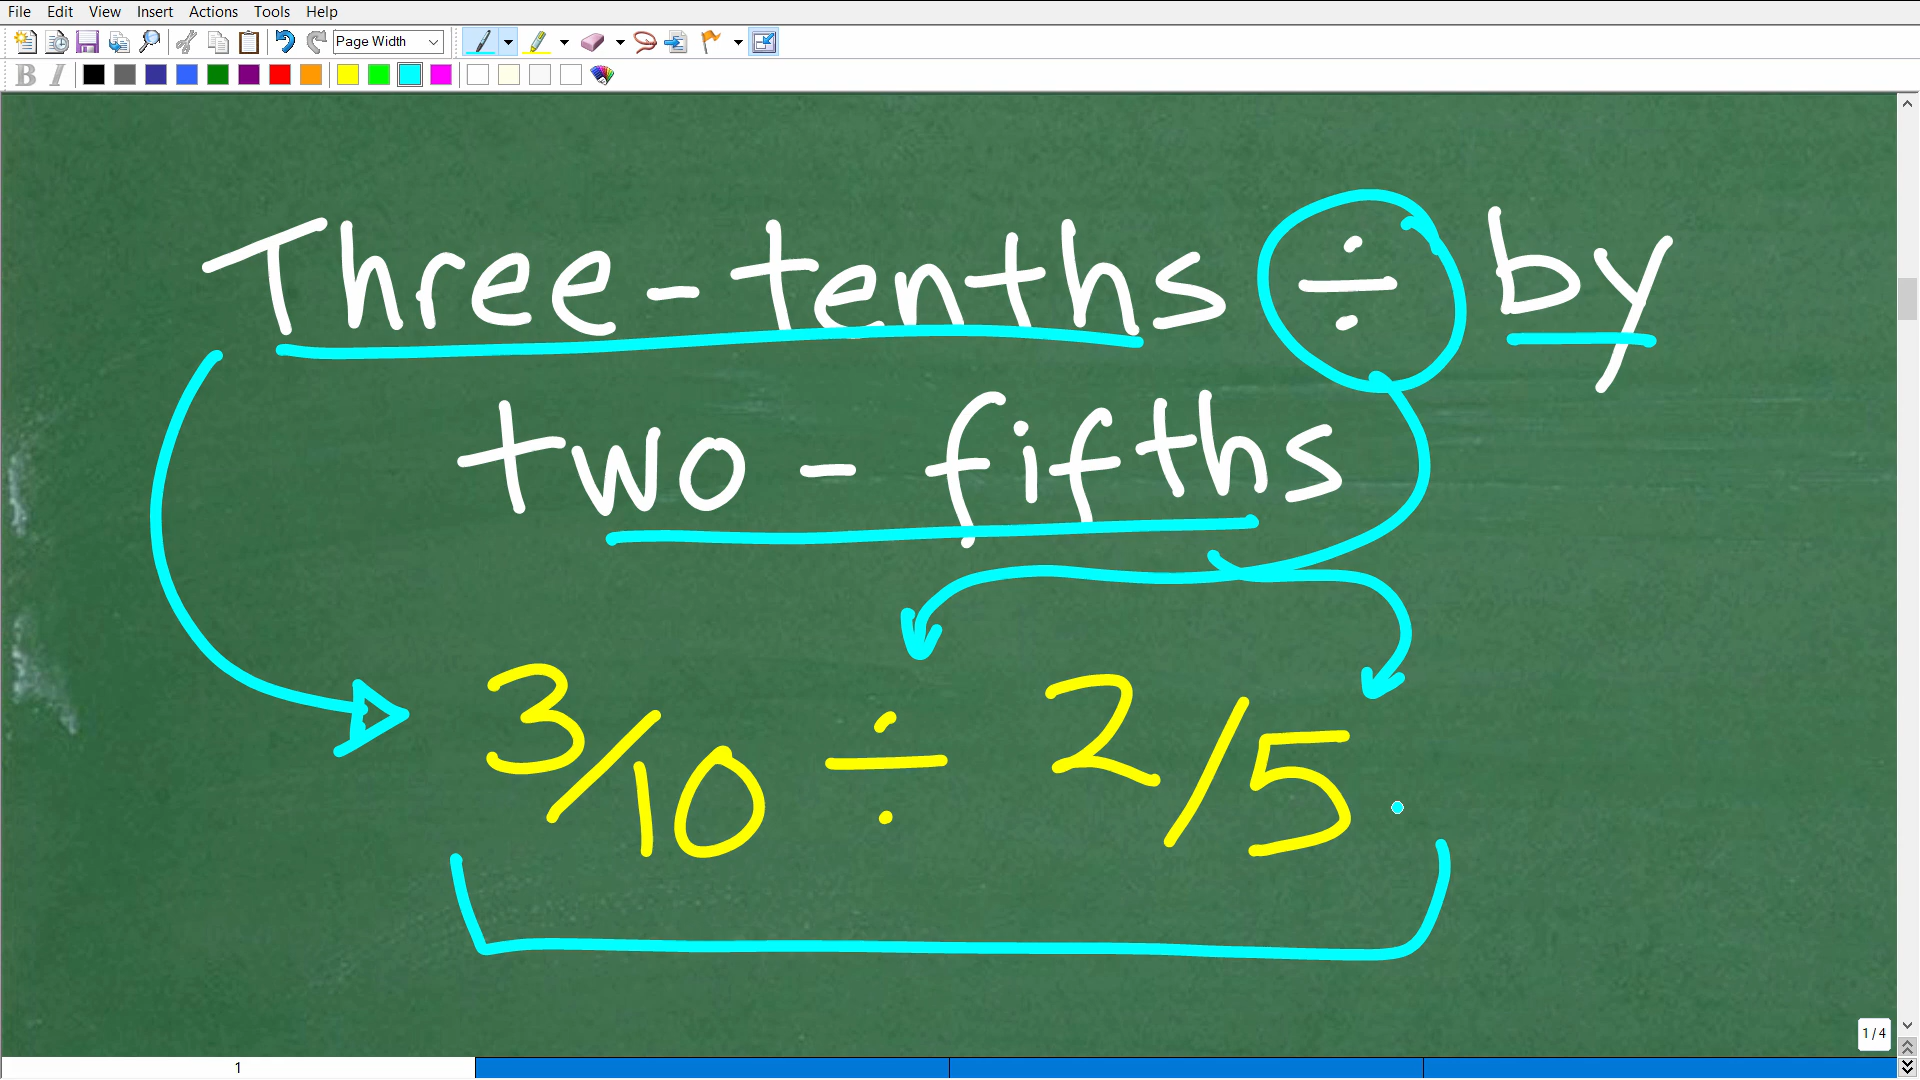 File Edit View Insert Actions Tools Help
Page Width
B I
Three-tenths ÷ by
two - fifths
3/10 ÷ 2/5
1 / 4
1